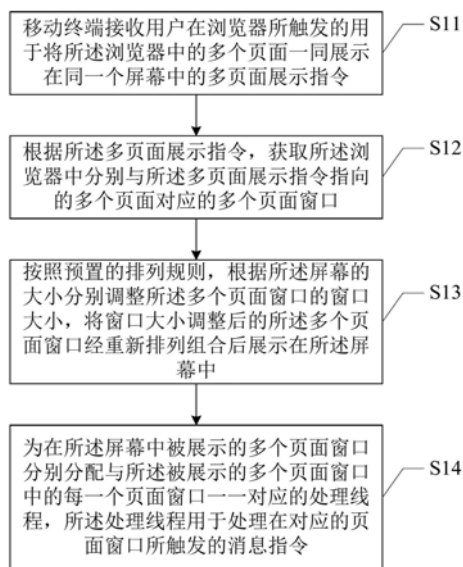 移动终端接收用户在浏览器所触发的用
于将所述浏览器中的多个页面一同展示
在同一个屏幕中的多页面展示指令
S11
根据所述多页面展示指令，获取所述浏
览器中分别与所述多页面展示指令指向
的多个页面对应的多个页面窗口
S12
按照预置的排列规则，根据所述屏幕的
大小分别调整所述多个页面窗口的窗口
大小，将窗口大小调整后的所述多个页
面窗口经重新排列组合后展示在所述屏
幕中
S13
为在所述屏幕中被展示的多个页面窗口
分别分配与所述被展示的多个页面窗口
中的每一个页面窗口一一对应的处理线
程，所述处理线程用于处理在对应的页
面窗口所触发的消息指令
S14